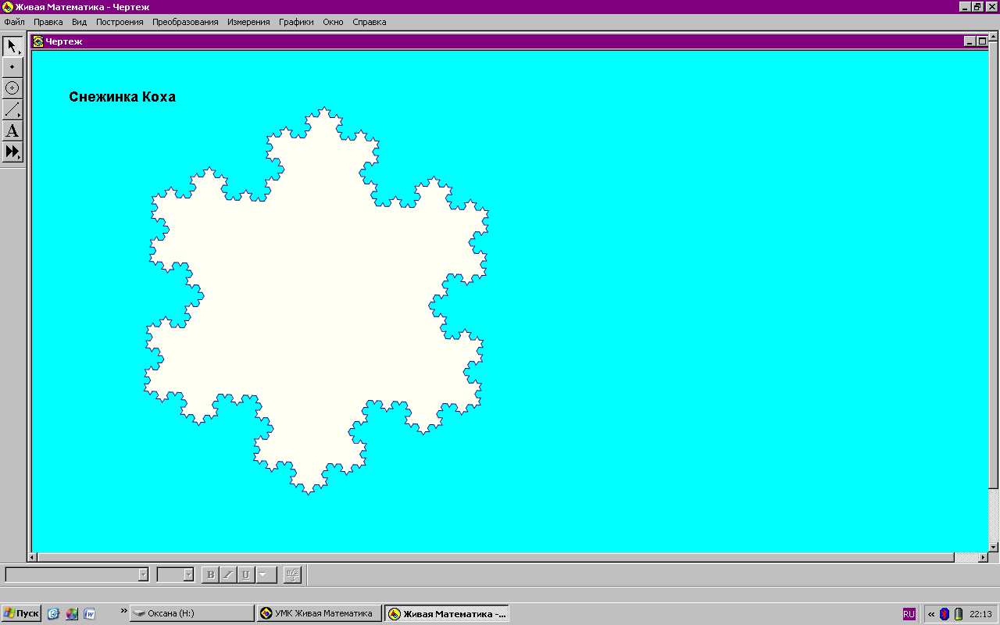 Живая Математика - Чертеж
Файл Правка Вид Построения Преобразования Измерения Графики Окно Справка
Чертеж
Снежинка Коха
A
B I U
Пуск » Оксана (H:) УМК Живая Математика Живая Математика -... RU « 22:13